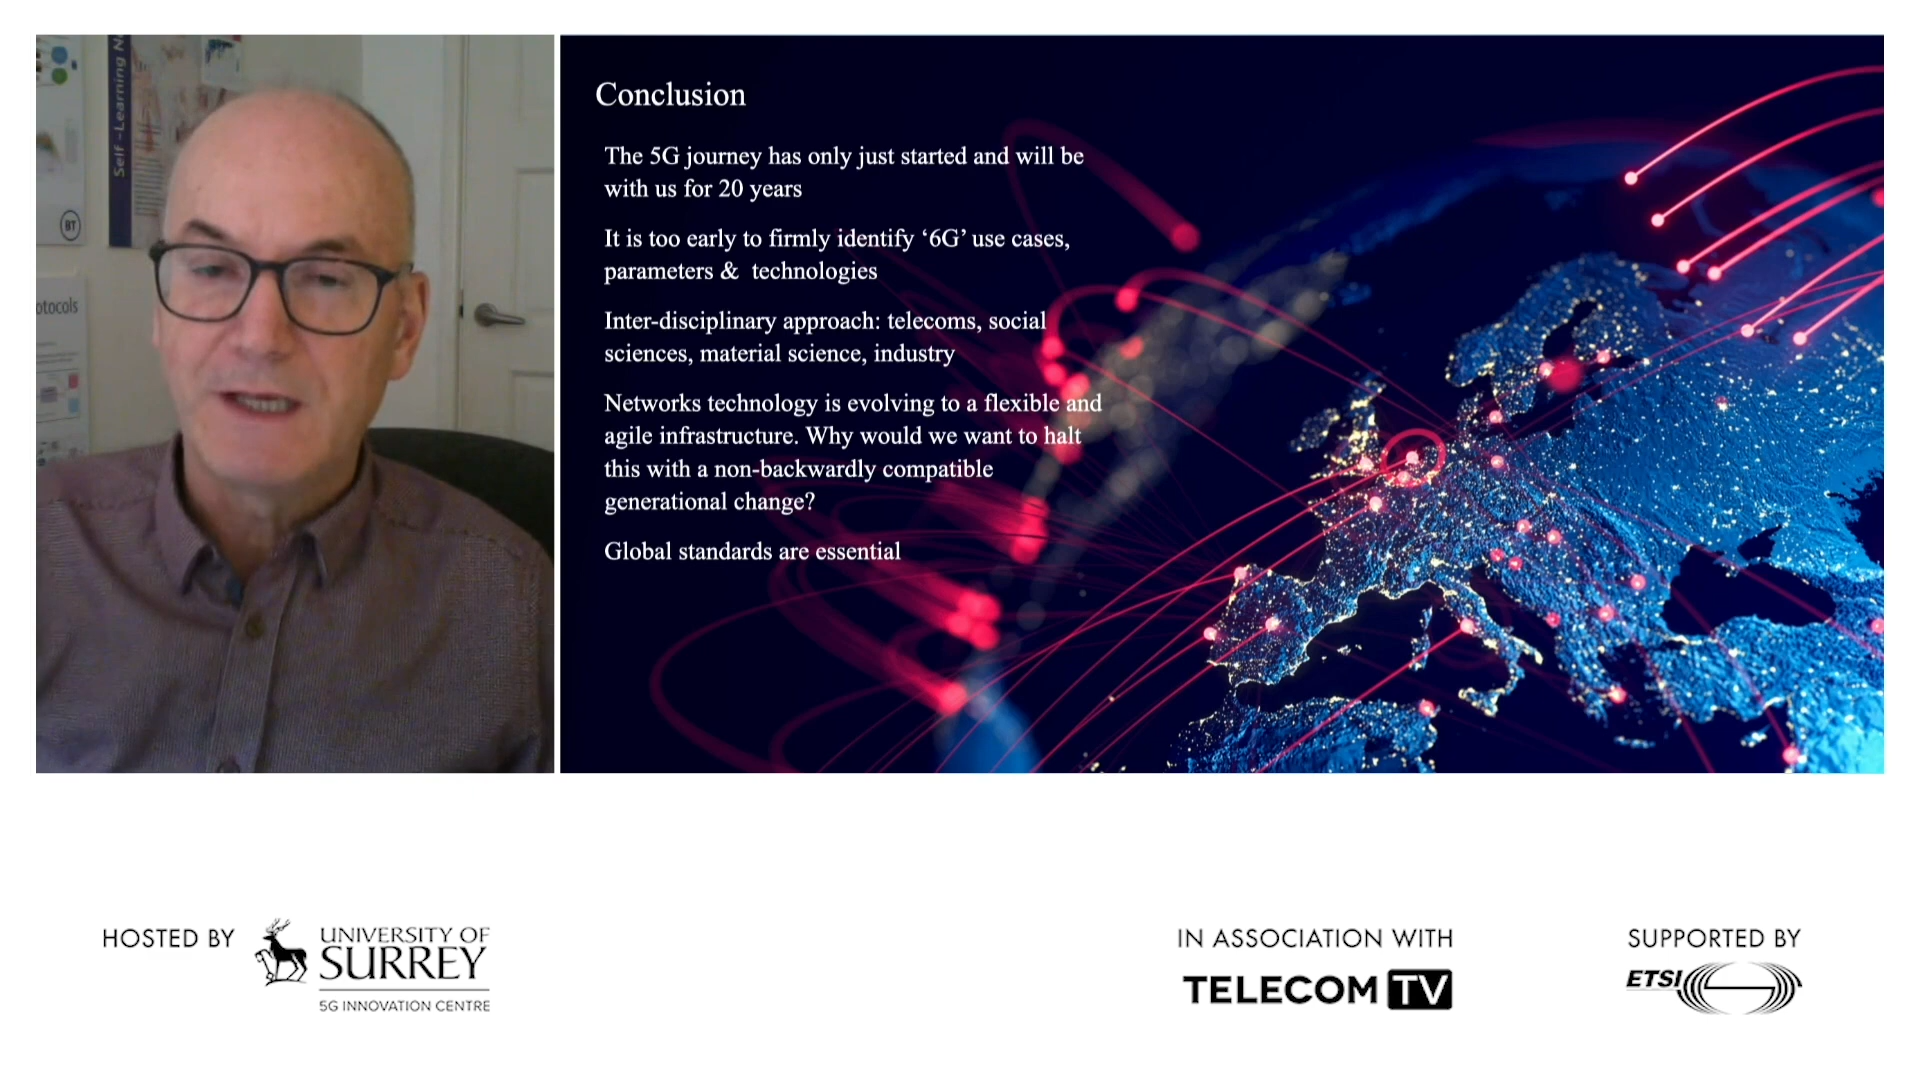 Self-Learning N
BT
otocols
Conclusion
The 5G journey has only just started and will be
with us for 20 years
It is too early to firmly identify ‘6G’ use cases,
parameters & technologies
Inter-disciplinary approach: telecoms, social
sciences, material science, industry
Networks technology is evolving to a flexible and
agile infrastructure. Why would we want to halt
this with a non-backwardly compatible
generational change?
Global standards are essential
HOSTED BY
UNIVERSITY OF
SURREY
5G INNOVATION CENTRE
IN ASSOCIATION WITH
TELECOM TV
SUPPORTED BY
ETSI